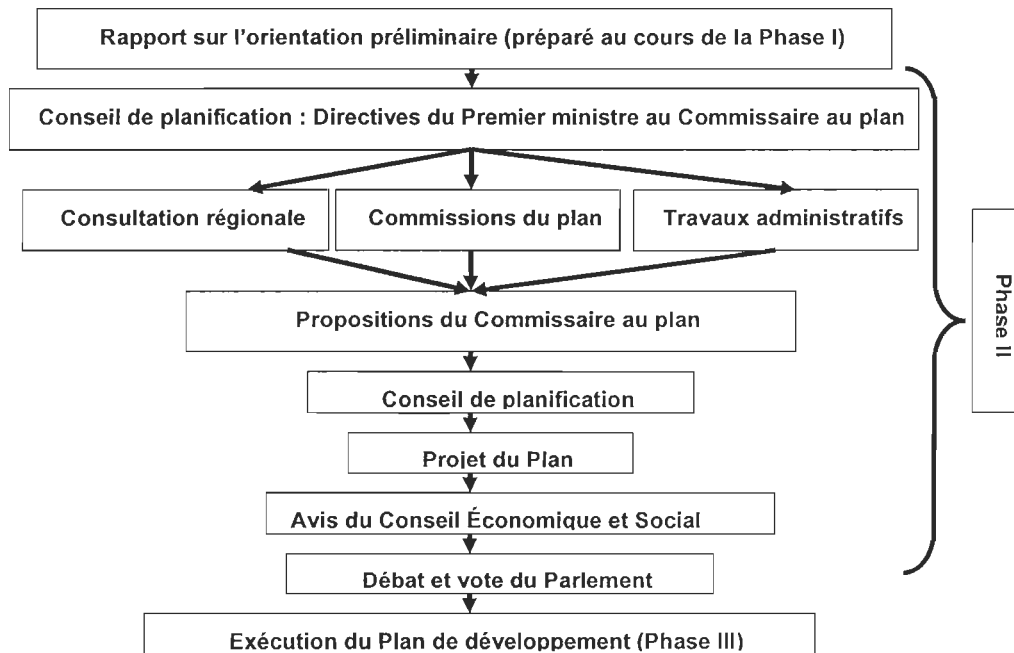 Rapport sur l'orientation préliminaire (préparé au cours de la Phase I)
Conseil de planification : Directives du Premier ministre au Commissaire au plan
Consultation régionale
Commissions du plan
Travaux administratifs
Propositions du Commissaire au plan
Conseil de planification
Projet du Plan
Avis du Conseil Économique et Social
Débat et vote du Parlement
Exécution du Plan de développement (Phase III)
Phase II